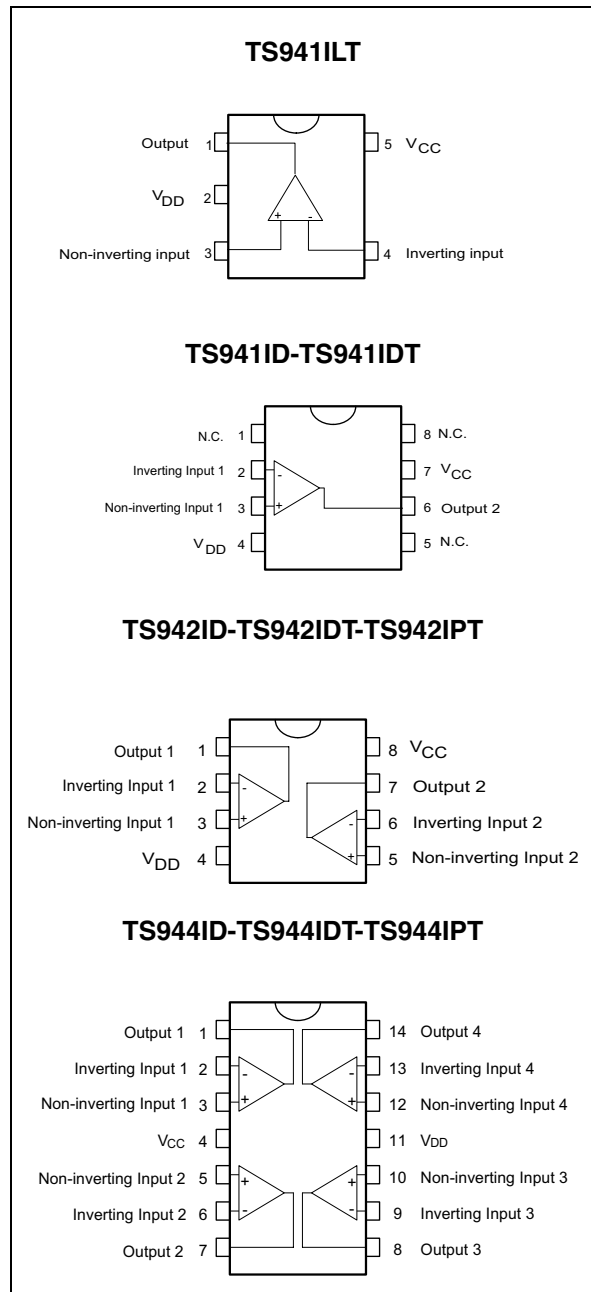 TS941ILT
Output 1 5 VCC
VDD 2
+ -
Non-inverting input 3 4 Inverting input
TS941ID-TS941IDT
N.C. 1 8 N.C.
Inverting Input 1 2 - 7 VCC
Non-inverting Input 1 3 + 6 Output 2
VDD 4 5 N.C.
TS942ID-TS942IDT-TS942IPT
Output 1 1 8 VCC
Inverting Input 1 2 - 7 Output 2
Non-inverting Input 1 3 + - 6 Inverting Input 2
VDD 4 + 5 Non-inverting Input 2
TS944ID-TS944IDT-TS944IPT
Output 1 1 14 Output 4
Inverting Input 1 2 - - 13 Inverting Input 4
Non-inverting Input 1 3 + + 12 Non-inverting Input 4
VCC 4 11 VDD
Non-inverting Input 2 5 + + 10 Non-inverting Input 3
Inverting Input 2 6 - - 9 Inverting Input 3
Output 2 7 8 Output 3